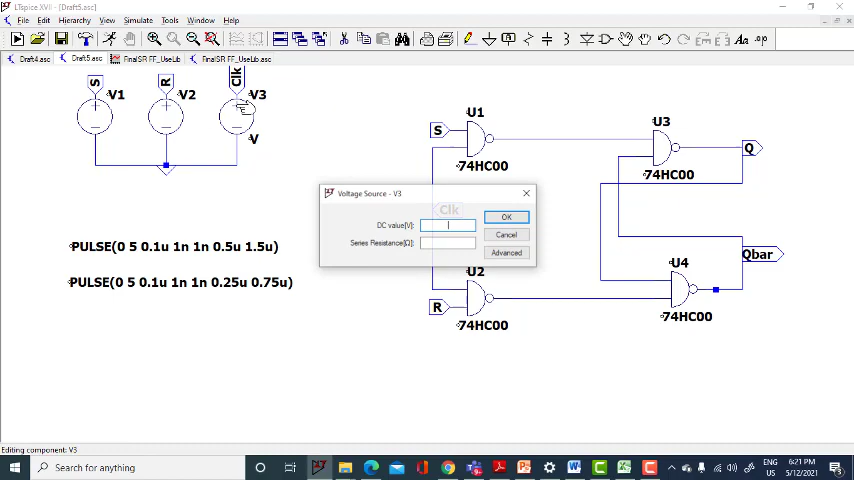 LTspice XVII - [Draft5.asc]
File Edit Hierarchy View Simulate Tools Window Help
Draft4.asc Draft5.asc FinalSR FF_UseLib FinalSR FF_UseLib.asc
S V1 R V2 Clk V3
V
U1
S
74HC00
U3
Q
74HC00
Voltage Source - V3
Clk
DC value[V]:
OK
Series Resistance[Ω]:
Cancel
Advanced
PULSE(0 5 0.1u 1n 1n 0.5u 1.5u)
PULSE(0 5 0.1u 1n 1n 0.25u 0.75u)
Qbar
U2
R
74HC00
U4
74HC00
Editing component: V3
Search for anything
ENG
US
6:21 PM
5/12/2021
3